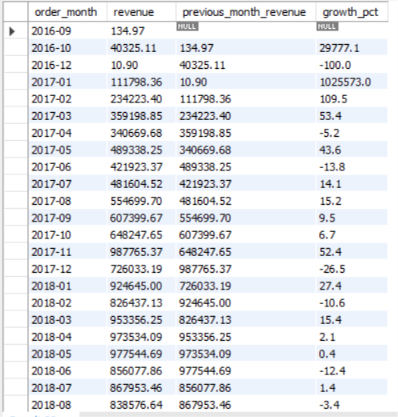 order_month revenue previous_month_revenue growth_pct
2016-09 134.97 NULL NULL
2016-10 40325.11 134.97 29777.1
2016-12 10.90 40325.11 -100.0
2017-01 111798.36 10.90 1025573.0
2017-02 234223.40 111798.36 109.5
2017-03 359198.85 234223.40 53.4
2017-04 340669.68 359198.85 -5.2
2017-05 489338.25 340669.68 43.6
2017-06 421923.37 489338.25 -13.8
2017-07 481604.52 421923.37 14.1
2017-08 554699.70 481604.52 15.2
2017-09 607399.67 554699.70 9.5
2017-10 648247.65 607399.67 6.7
2017-11 987765.37 648247.65 52.4
2017-12 726033.19 987765.37 -26.5
2018-01 924645.00 726033.19 27.4
2018-02 826437.13 924645.00 -10.6
2018-03 953356.25 826437.13 15.4
2018-04 973534.09 953356.25 2.1
2018-05 977544.69 973534.09 0.4
2018-06 856077.86 977544.69 -12.4
2018-07 867953.46 856077.86 1.4
2018-08 838576.64 867953.46 -3.4